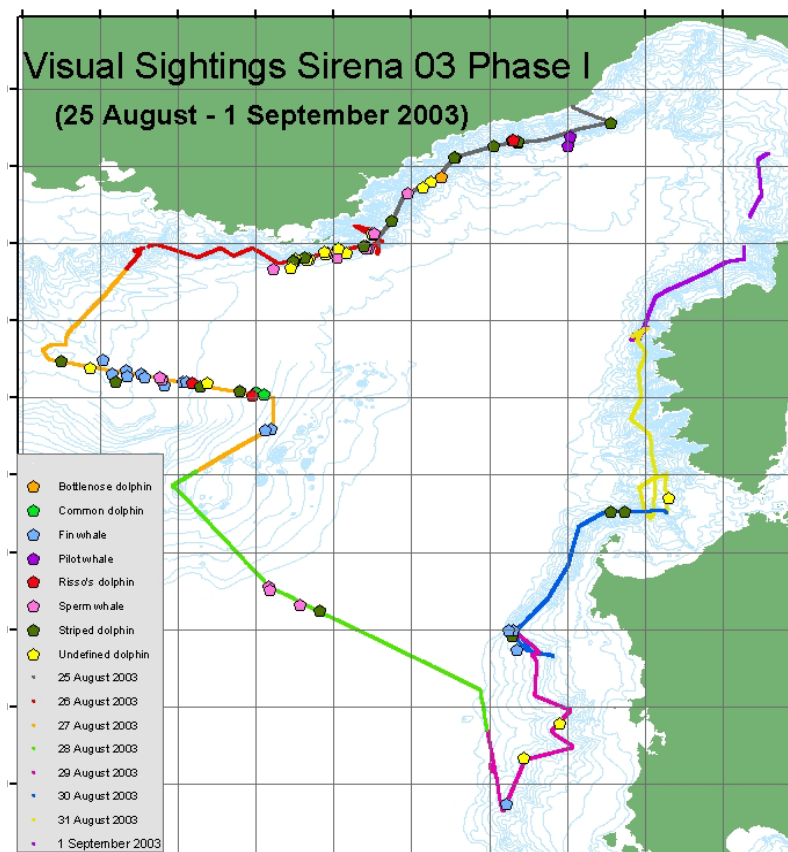 Visual Sightings Sirena 03 Phase I
(25 August - 1 September 2003)
Bottlenose dolphin
Common dolphin
Fin whale
Pilot whale
Risso's dolphin
Sperm whale
Striped dolphin
Undefined dolphin
25 August 2003
26 August 2003
27 August 2003
28 August 2003
29 August 2003
30 August 2003
31 August 2003
1 September 2003